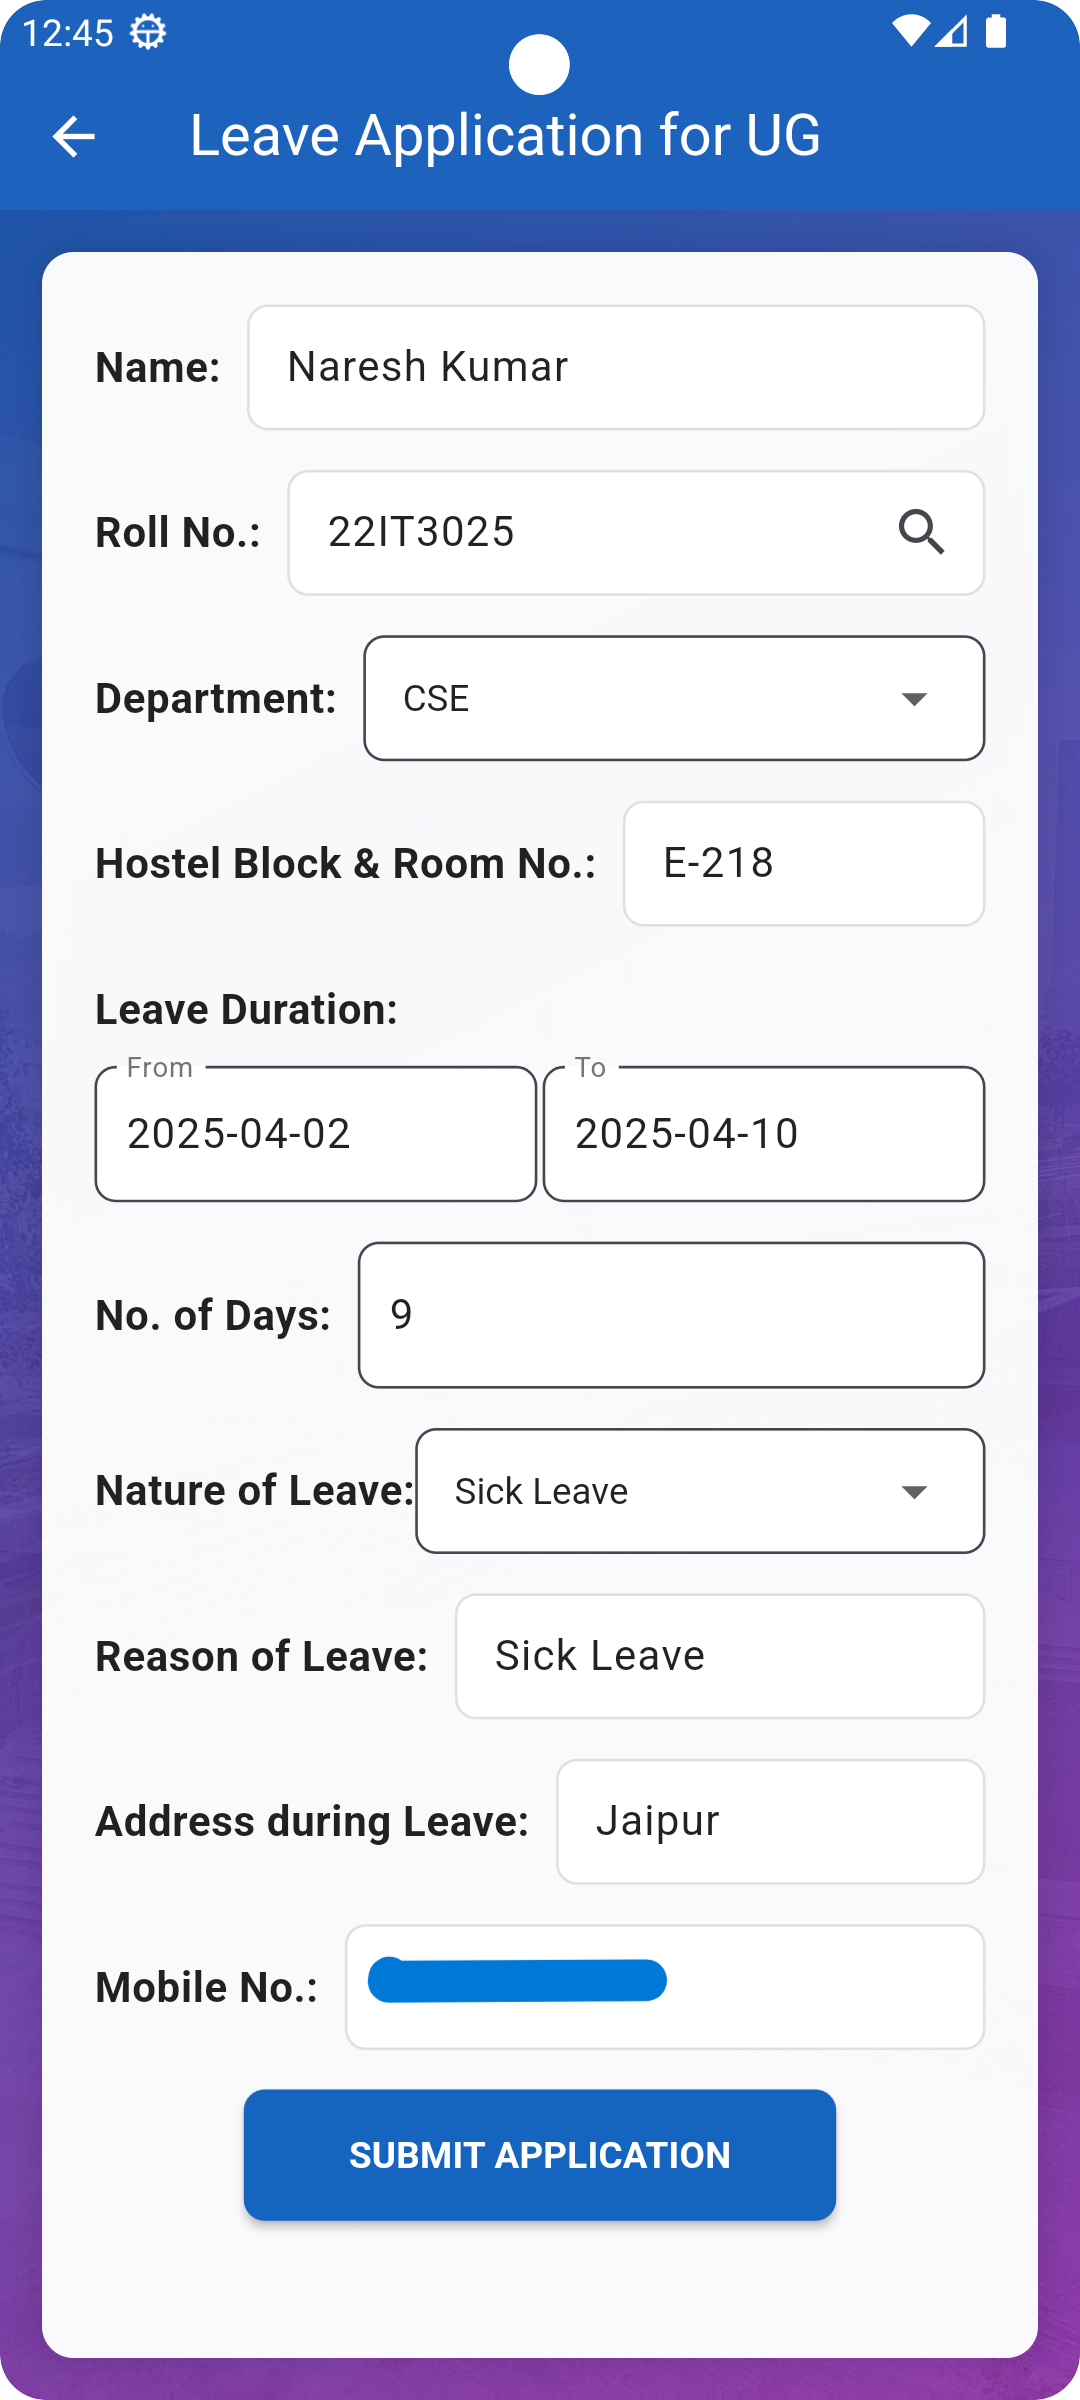 12:45
Leave Application for UG
Name: Naresh Kumar
Roll No.: 22IT3025
Department: CSE
Hostel Block & Room No.: E-218
Leave Duration:
From To
2025-04-02 2025-04-10
No. of Days: 9
Nature of Leave: Sick Leave
Reason of Leave: Sick Leave
Address during Leave: Jaipur
Mobile No.:
SUBMIT APPLICATION